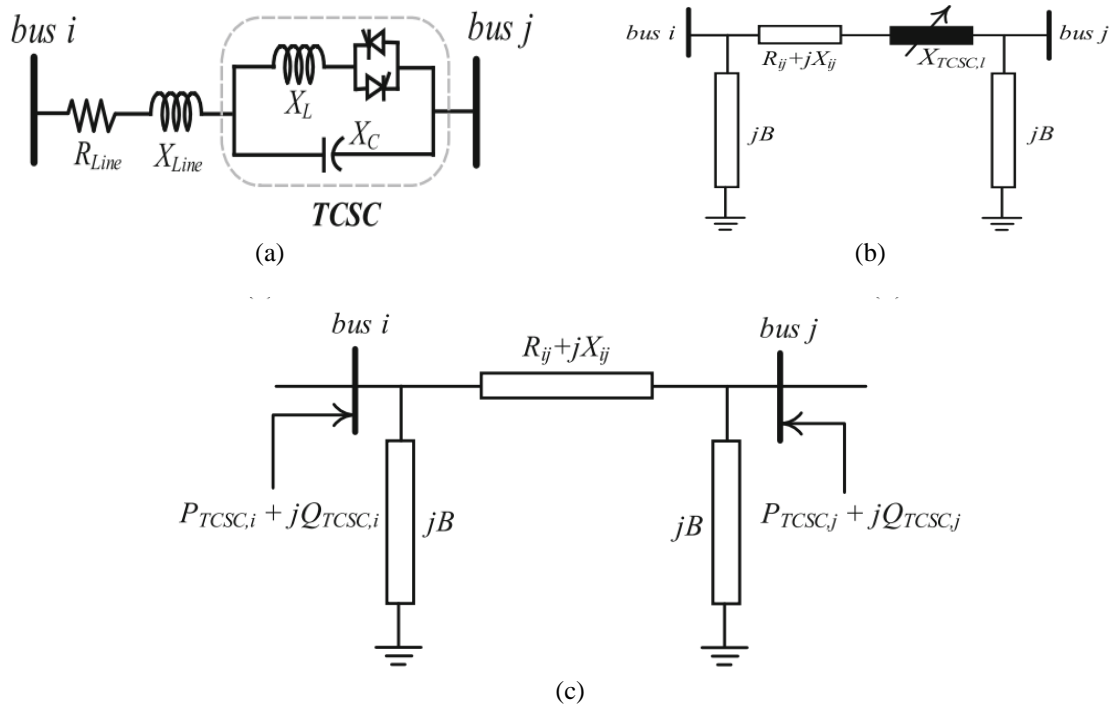 bus i
bus j
X_L
X_C
R_Line
X_Line
TCSC
(a)
bus i
bus j
R_ij+jX_ij
X_TCSC,l
jB
jB
(b)
bus i
bus j
R_ij+jX_ij
P_TCSC,i + jQ_TCSC,i
jB
jB
P_TCSC,j + jQ_TCSC,j
(c)